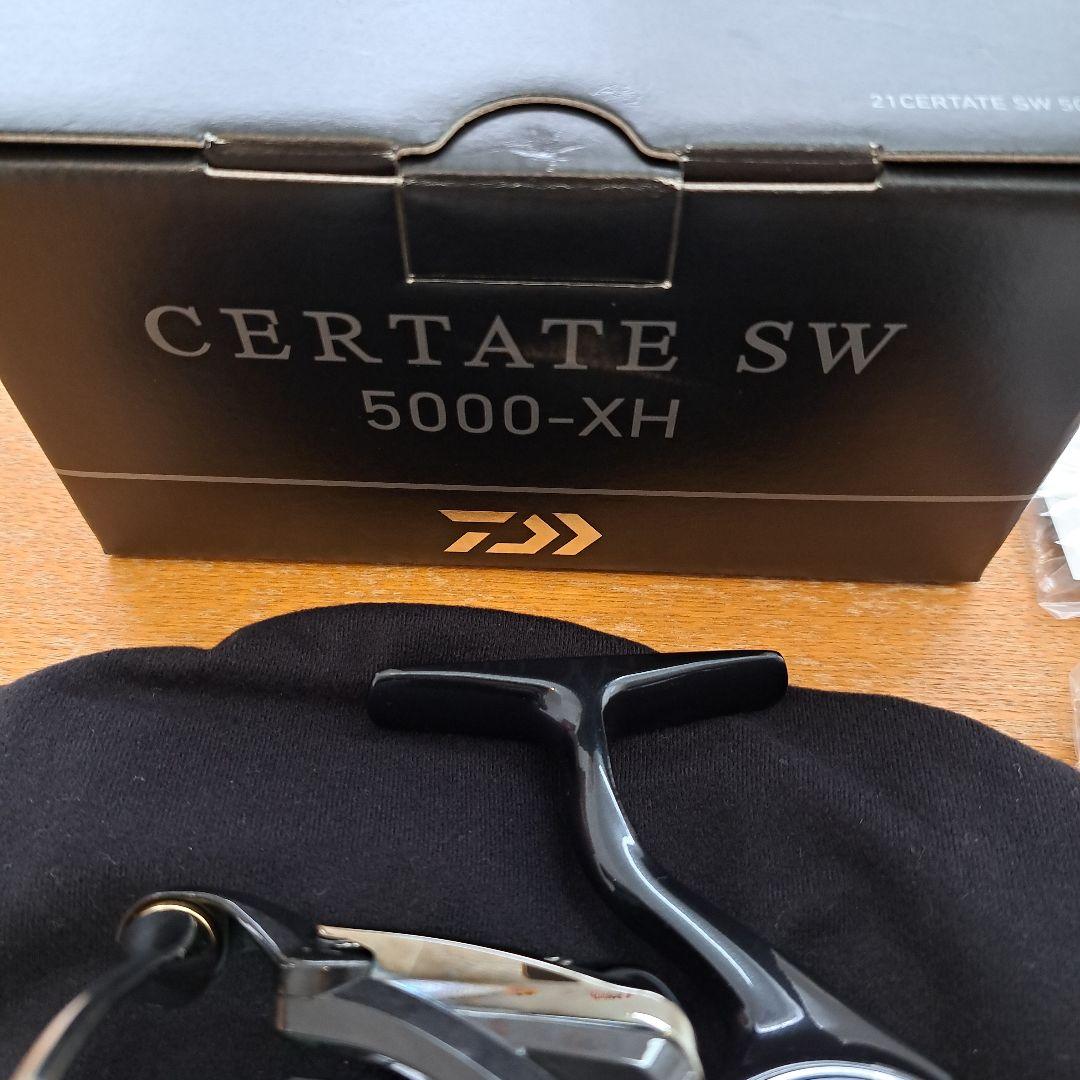 21CERTATE SW 50
CERTATE SW
5000-XH